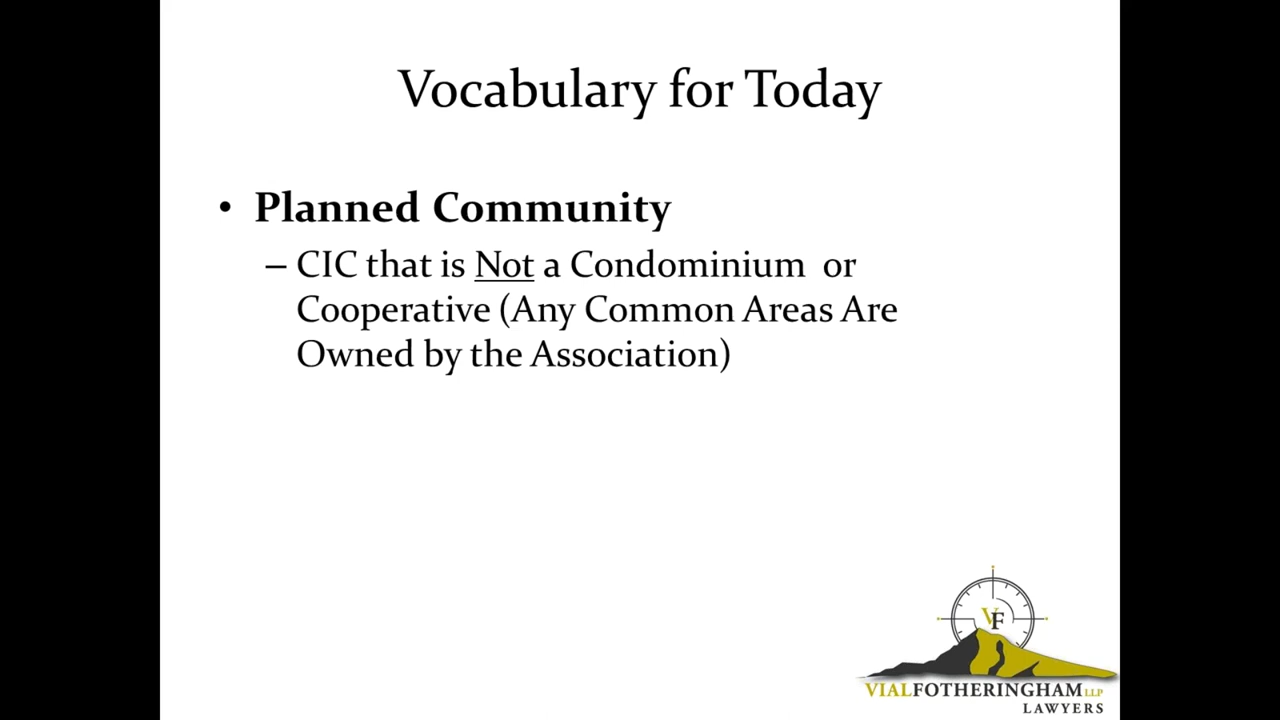 Vocabulary for Today
• Planned Community
– CIC that is Not a Condominium or
Cooperative (Any Common Areas Are
Owned by the Association)
VF
VIALFOTHERINGHAM LLP
LAWYERS